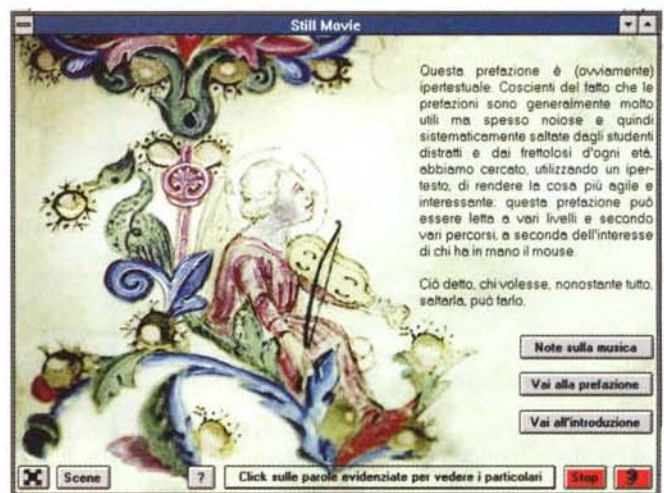 Still Movie
Questa prefazione è (ovviamente)
ipertestuale. Coscienti del fatto che le
prefazioni sono generalmente molto
utili ma spesso noiose e quindi
sistematicamente saltate dagli studenti
distratti e dai frettolosi d'ogni età,
abbiamo cercato, utilizzando un iper-
testo, di rendere la cosa più agile e
interessante: questa prefazione può
essere letta a vari livelli e secondo
vari percorsi, a seconda dell'interesse
di chi ha in mano il mouse.
Ciò detto, chi volesse, nonostante tutto,
saltarla, può farlo.
Note sulla musica
Vai alla prefazione
Vai all'introduzione
Scene
?
Click sulle parole evidenziate per vedere i particolari
Stop